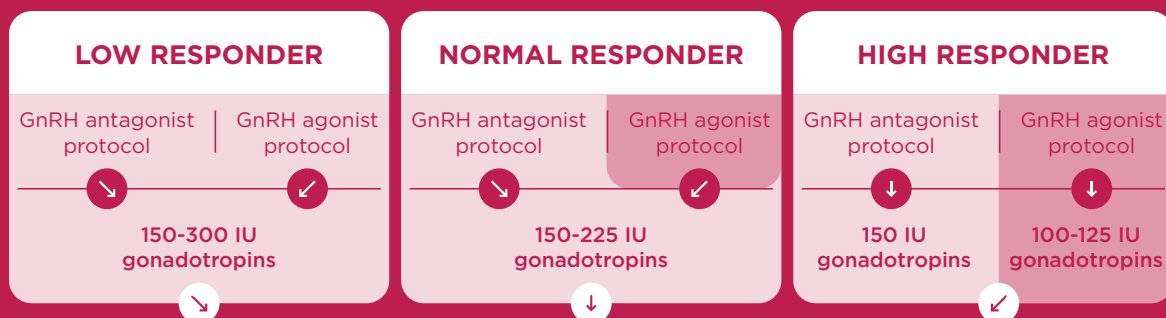 LOW RESPONDER
GnRH antagonist
protocol
GnRH agonist
protocol
150-300 IU
gonadotropins
NORMAL RESPONDER
GnRH antagonist
protocol
GnRH agonist
protocol
150-225 IU
gonadotropins
HIGH RESPONDER
GnRH antagonist
protocol
GnRH agonist
protocol
150 IU
gonadotropins
100-125 IU
gonadotropins